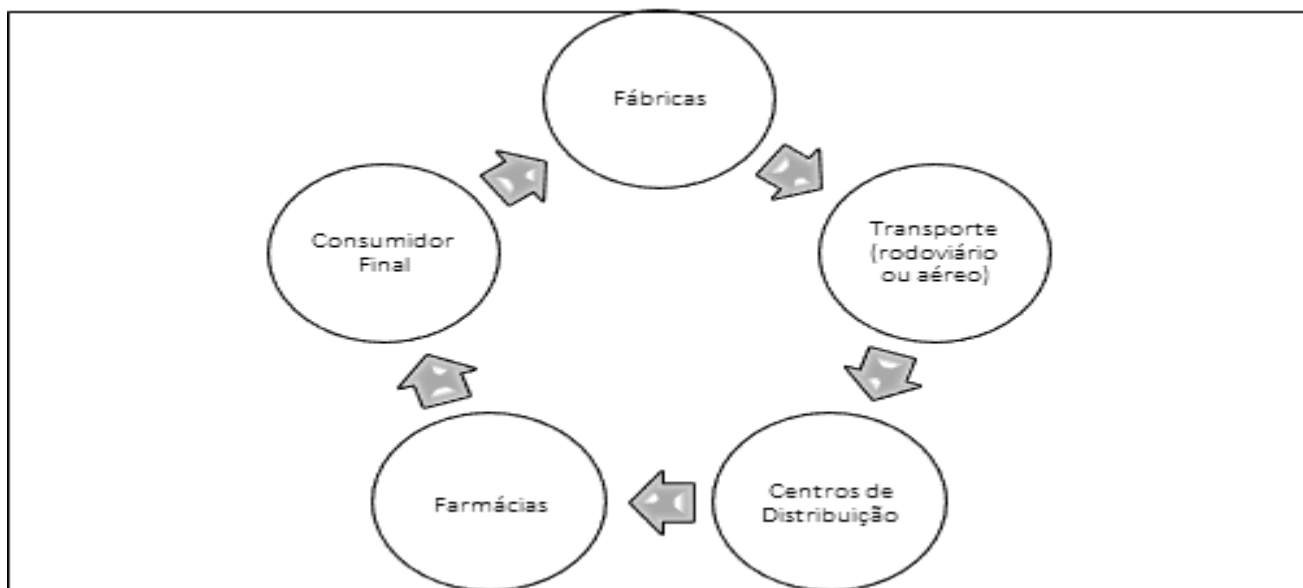 Fábricas
Transporte
(rodoviário
ou aéreo)
Centros de
Distribuição
Farmácias
Consumidor
Final